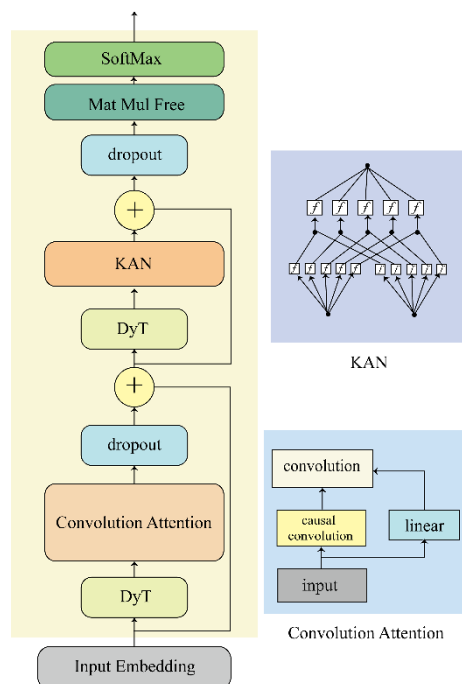 SoftMax
Mat Mul Free
dropout
+
KAN
DyT
+
dropout
Convolution Attention
DyT
Input Embedding
f f f f f
f f f f f f f f f f
KAN
convolution
causal
convolution
linear
input
Convolution Attention